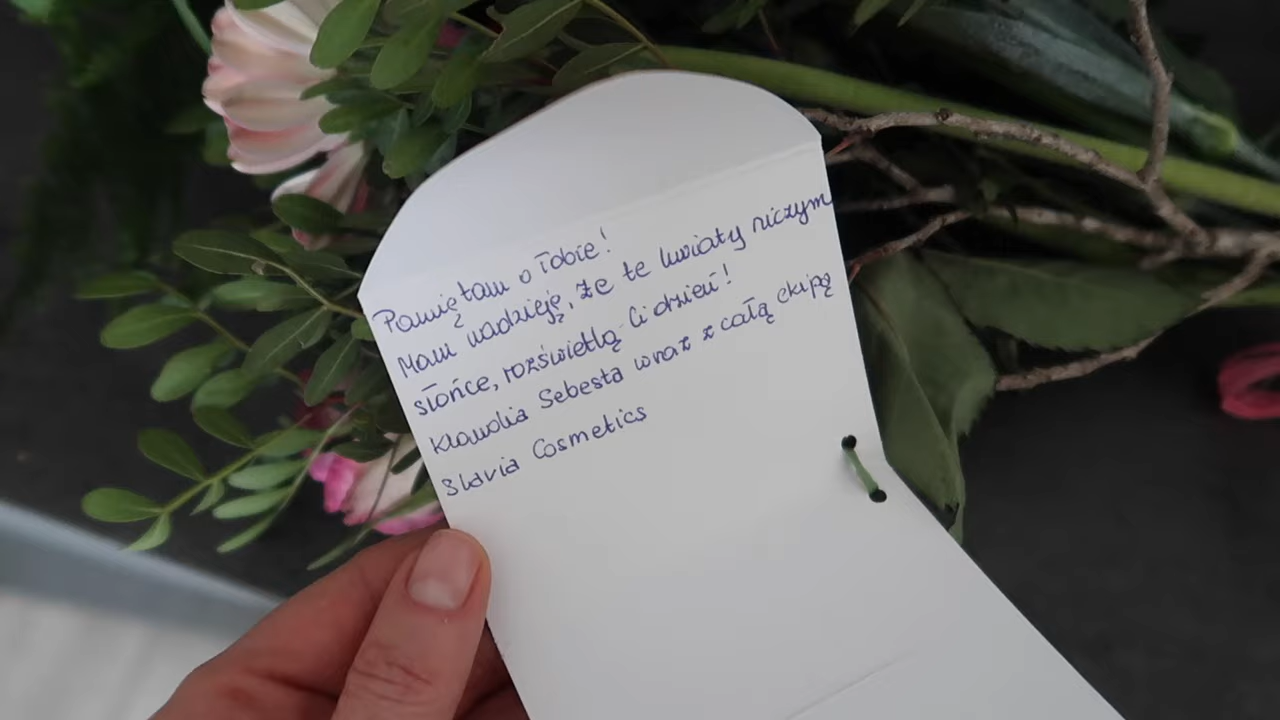 Pamiętam o Tobie!
Mam nadzieję, że te kwiaty niczym
słońce, rozświetlą Ci dzień!
Klaudia Sebesta wraz z całą ekipą
Slavia Cosmetics